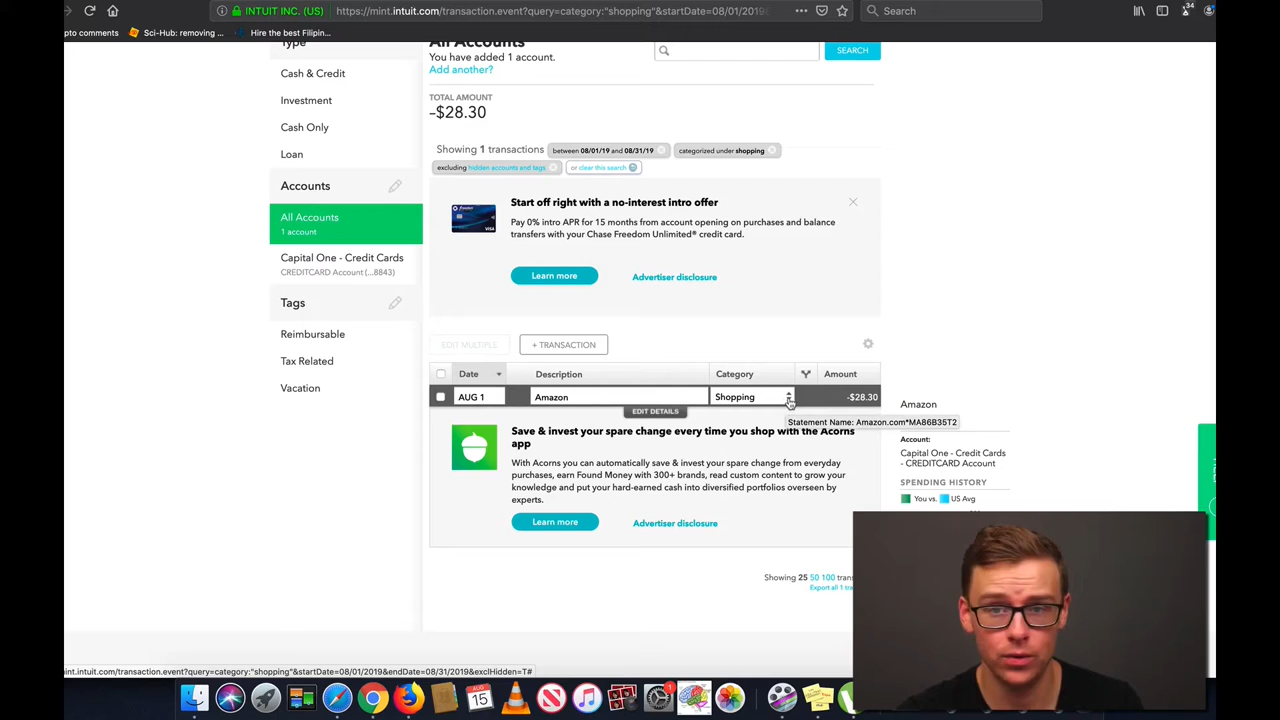 INTUIT INC. (US)
https://mint.intuit.com/transaction.event?query=category:"shopping"&startDate=08/01/2019&
Search
34
pto comments
Sci-Hub: removing ...
Hire the best Filipin...
Type
All Accounts
You have added 1 account.
SEARCH
Add another?
Cash & Credit
Investment
Cash Only
Loan
TOTAL AMOUNT
–$28.30
Showing 1 transactions
between 08/01/19 and 08/31/19
categorized under shopping
excluding hidden accounts and tags
or clear this search
Accounts
All Accounts
1 account
Capital One - Credit Cards
CREDITCARD Account (...8843)
Tags
Reimbursable
Tax Related
Vacation
Start off right with a no-interest intro offer
Pay 0% intro APR for 15 months from account opening on purchases and balance
transfers with your Chase Freedom Unlimited® credit card.
Learn more
Advertiser disclosure
EDIT MULTIPLE
+ TRANSACTION
Date
Description
Category
Amount
AUG 1
Amazon
Shopping
-$28.30
EDIT DETAILS
Statement Name: Amazon.com*MA86B35T2
Save & invest your spare change every time you shop with the Acorns
app
With Acorns you can automatically save & invest your spare change from everyday
purchases, earn Found Money with 300+ brands, read custom content to grow your
knowledge and put your hard-earned cash into diversified portfolios overseen by
experts.
Learn more
Advertiser disclosure
Amazon
Account:
Capital One - Credit Cards
- CREDITCARD Account
SPENDING HISTORY
You vs. US Avg
Showing 25 50 100
Export all 1
mint.intuit.com/transaction.event?query=category:"shopping"&startDate=08/01/2019&endDate=08/31/2019&exclHidden=T#
AUG
15
1